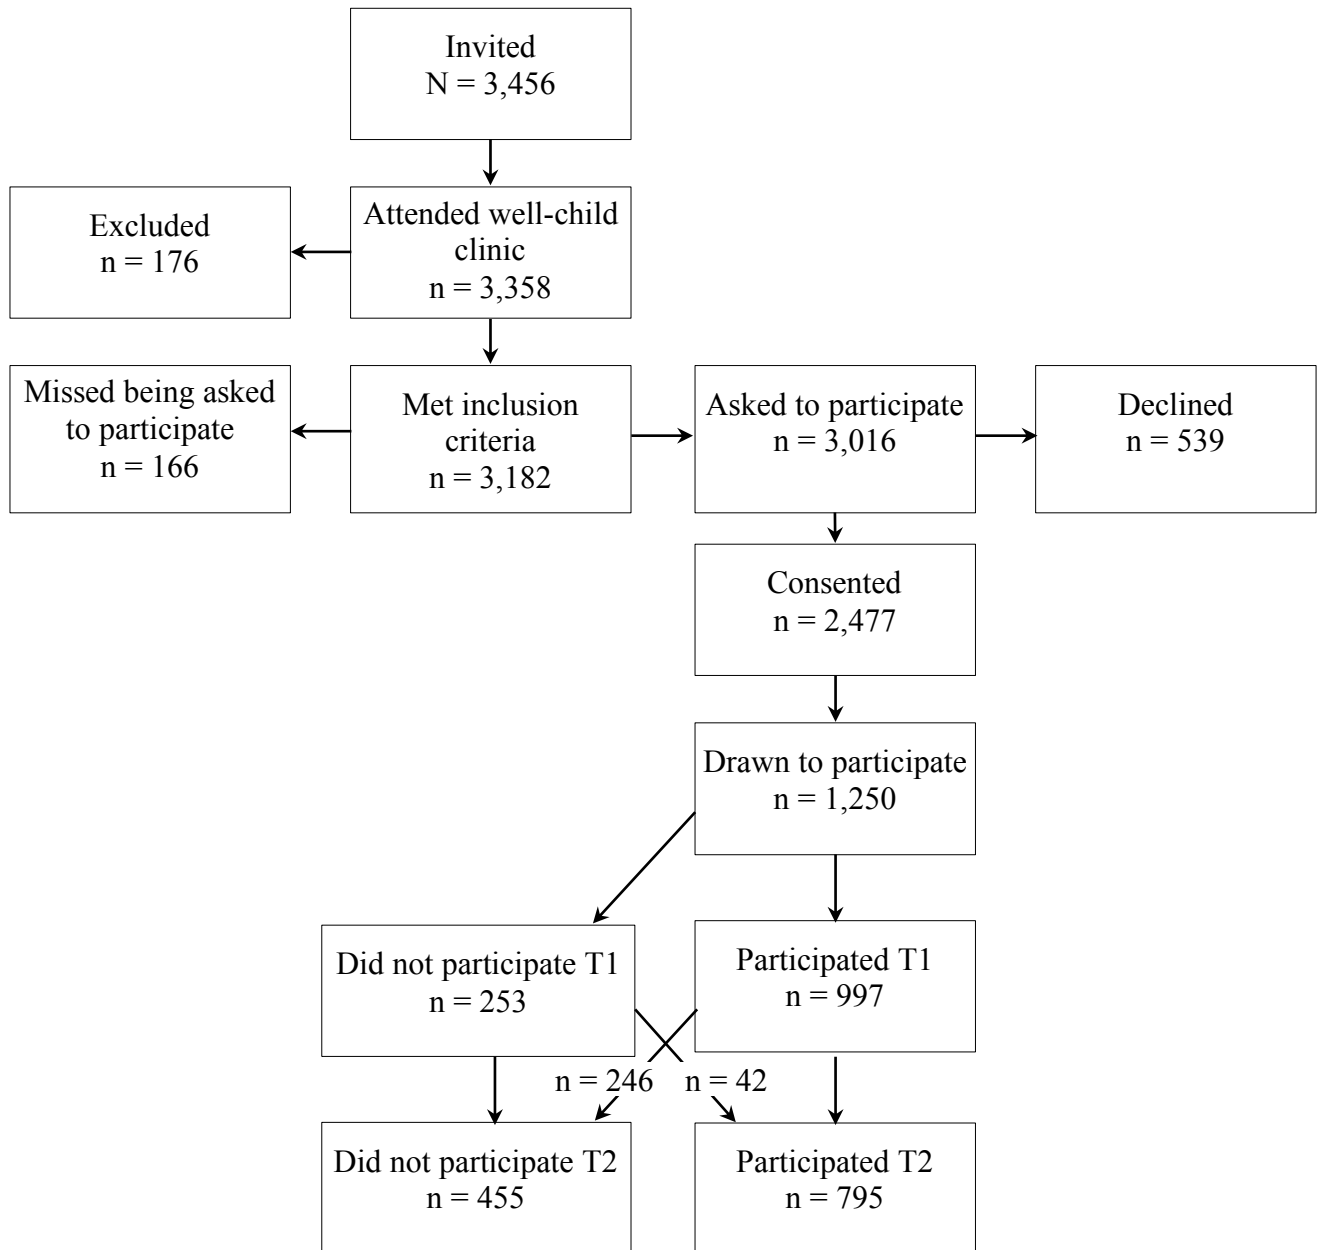 Invited
N = 3,456
Excluded
n = 176
Attended well-child
clinic
n = 3,358
Missed being asked
to participate
n = 166
Met inclusion
criteria
n = 3,182
Asked to participate
n = 3,016
Declined
n = 539
Consented
n = 2,477
Drawn to participate
n = 1,250
Did not participate T1
n = 253
Participated T1
n = 997
n = 246
n = 42
Did not participate T2
n = 455
Participated T2
n = 795